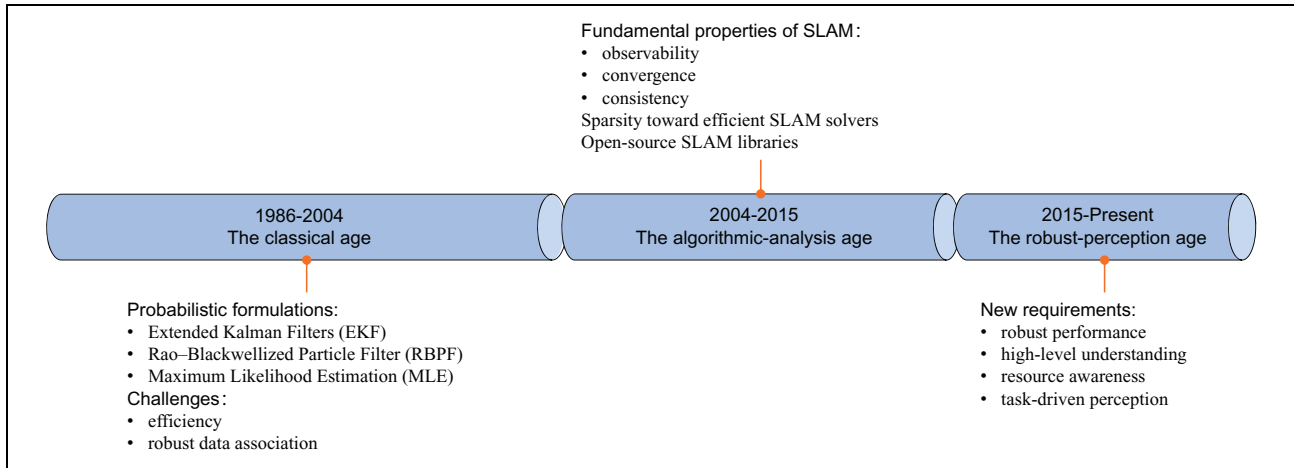 Fundamental properties of SLAM:
• observability
• convergence
• consistency
Sparsity toward efficient SLAM solvers
Open-source SLAM libraries
1986-2004
The classical age
2004-2015
The algorithmic-analysis age
2015-Present
The robust-perception age
Probabilistic formulations:
• Extended Kalman Filters (EKF)
• Rao–Blackwellized Particle Filter (RBPF)
• Maximum Likelihood Estimation (MLE)
Challenges:
• efficiency
• robust data association
New requirements:
• robust performance
• high-level understanding
• resource awareness
• task-driven perception